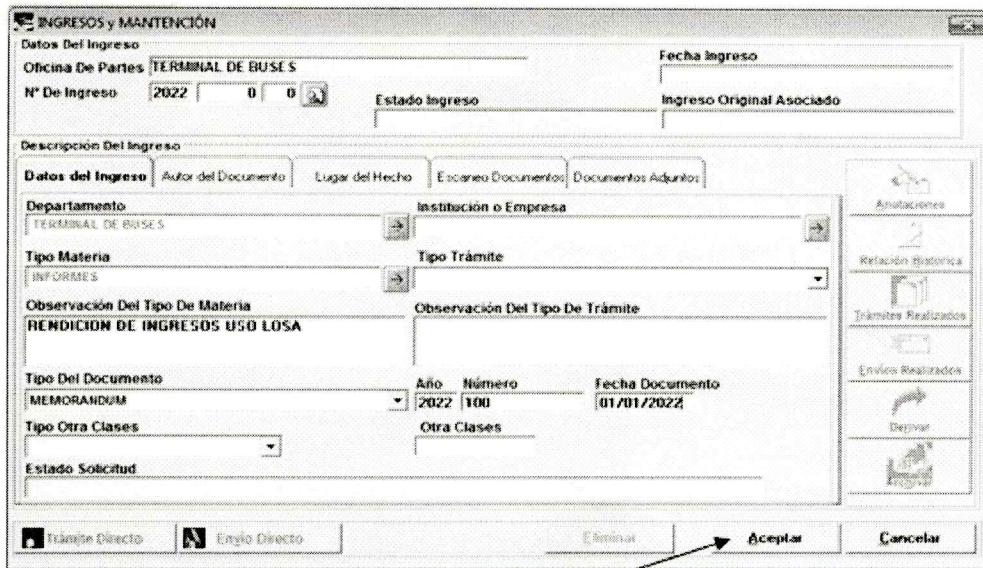 INGRESOS y MANTENCIÓN
Datos Del Ingreso
Oficina De Partes TERMINAL DE BUSES
Fecha Ingreso
Nº De Ingreso 2022 0 0
Estado Ingreso
Ingreso Original Asociado
Descripción Del Ingreso
Datos del Ingreso Autor del Documento Lugar del Hecho Escaneo Documentos Documentos Adjuntos
Departamento
Institución o Empresa
TERMINAL DE BUSES
Tipo Materia
Tipo Trámite
INFORMES
Observación Del Tipo De Materia
Observación Del Tipo De Trámite
RENDICION DE INGRESOS USO LOSA
Tipo Del Documento
Año Número Fecha Documento
MEMORANDUM
2022 100 01/01/2022
Tipo Otra Clases
Otra Clases
Estado Solicitud
Anotaciones
Relación Historica
Trámites Realizados
Envíos Realizados
Derivar
Trámite Directo Envio Directo Eliminar Aceptar Cancelar